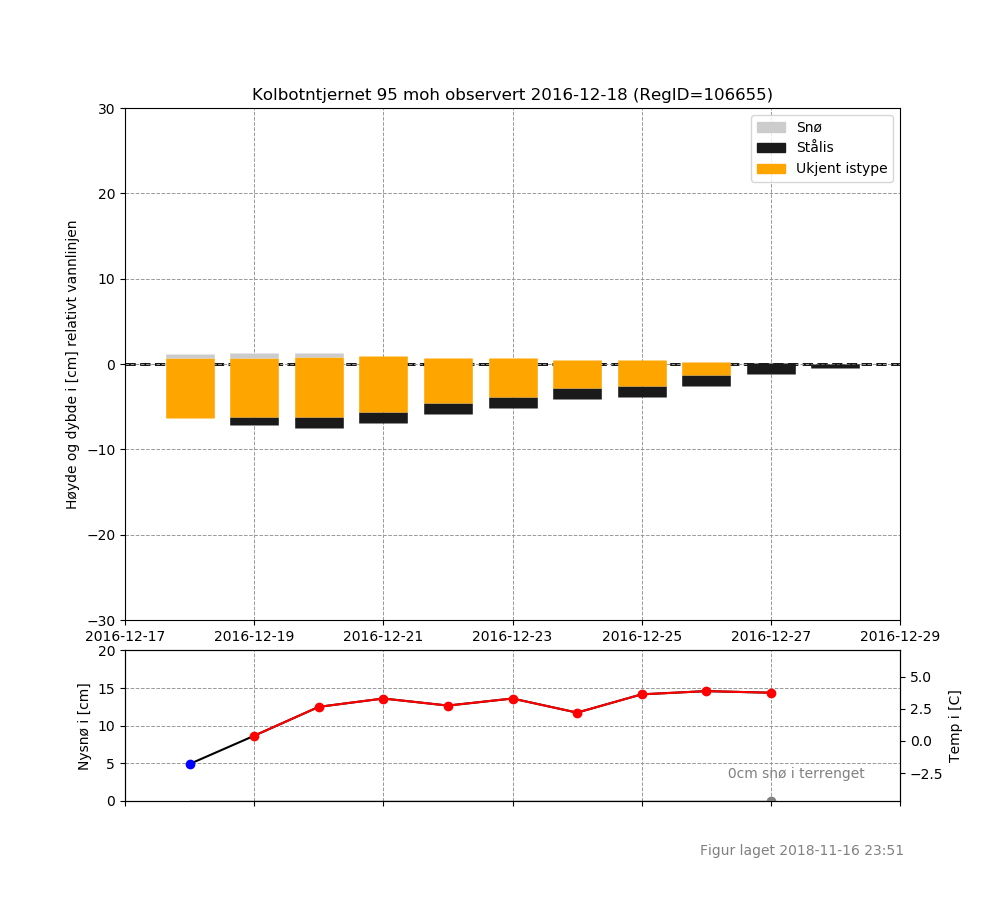 Kolbotntjernet 95 moh observert 2016-12-18 (RegID=106655)
Høyde og dybde i [cm] relativt vannlinjen
30
20
10
0
−10
−20
−30
Snø
Stålis
Ukjent istype
2016-12-17
2016-12-19
2016-12-21
2016-12-23
2016-12-25
2016-12-27
2016-12-29
Nysnø i [cm]
20
15
10
5
0
5.0
2.5
0.0
−2.5
Temp i [C]
0cm snø i terrenget
Figur laget 2018-11-16 23:51